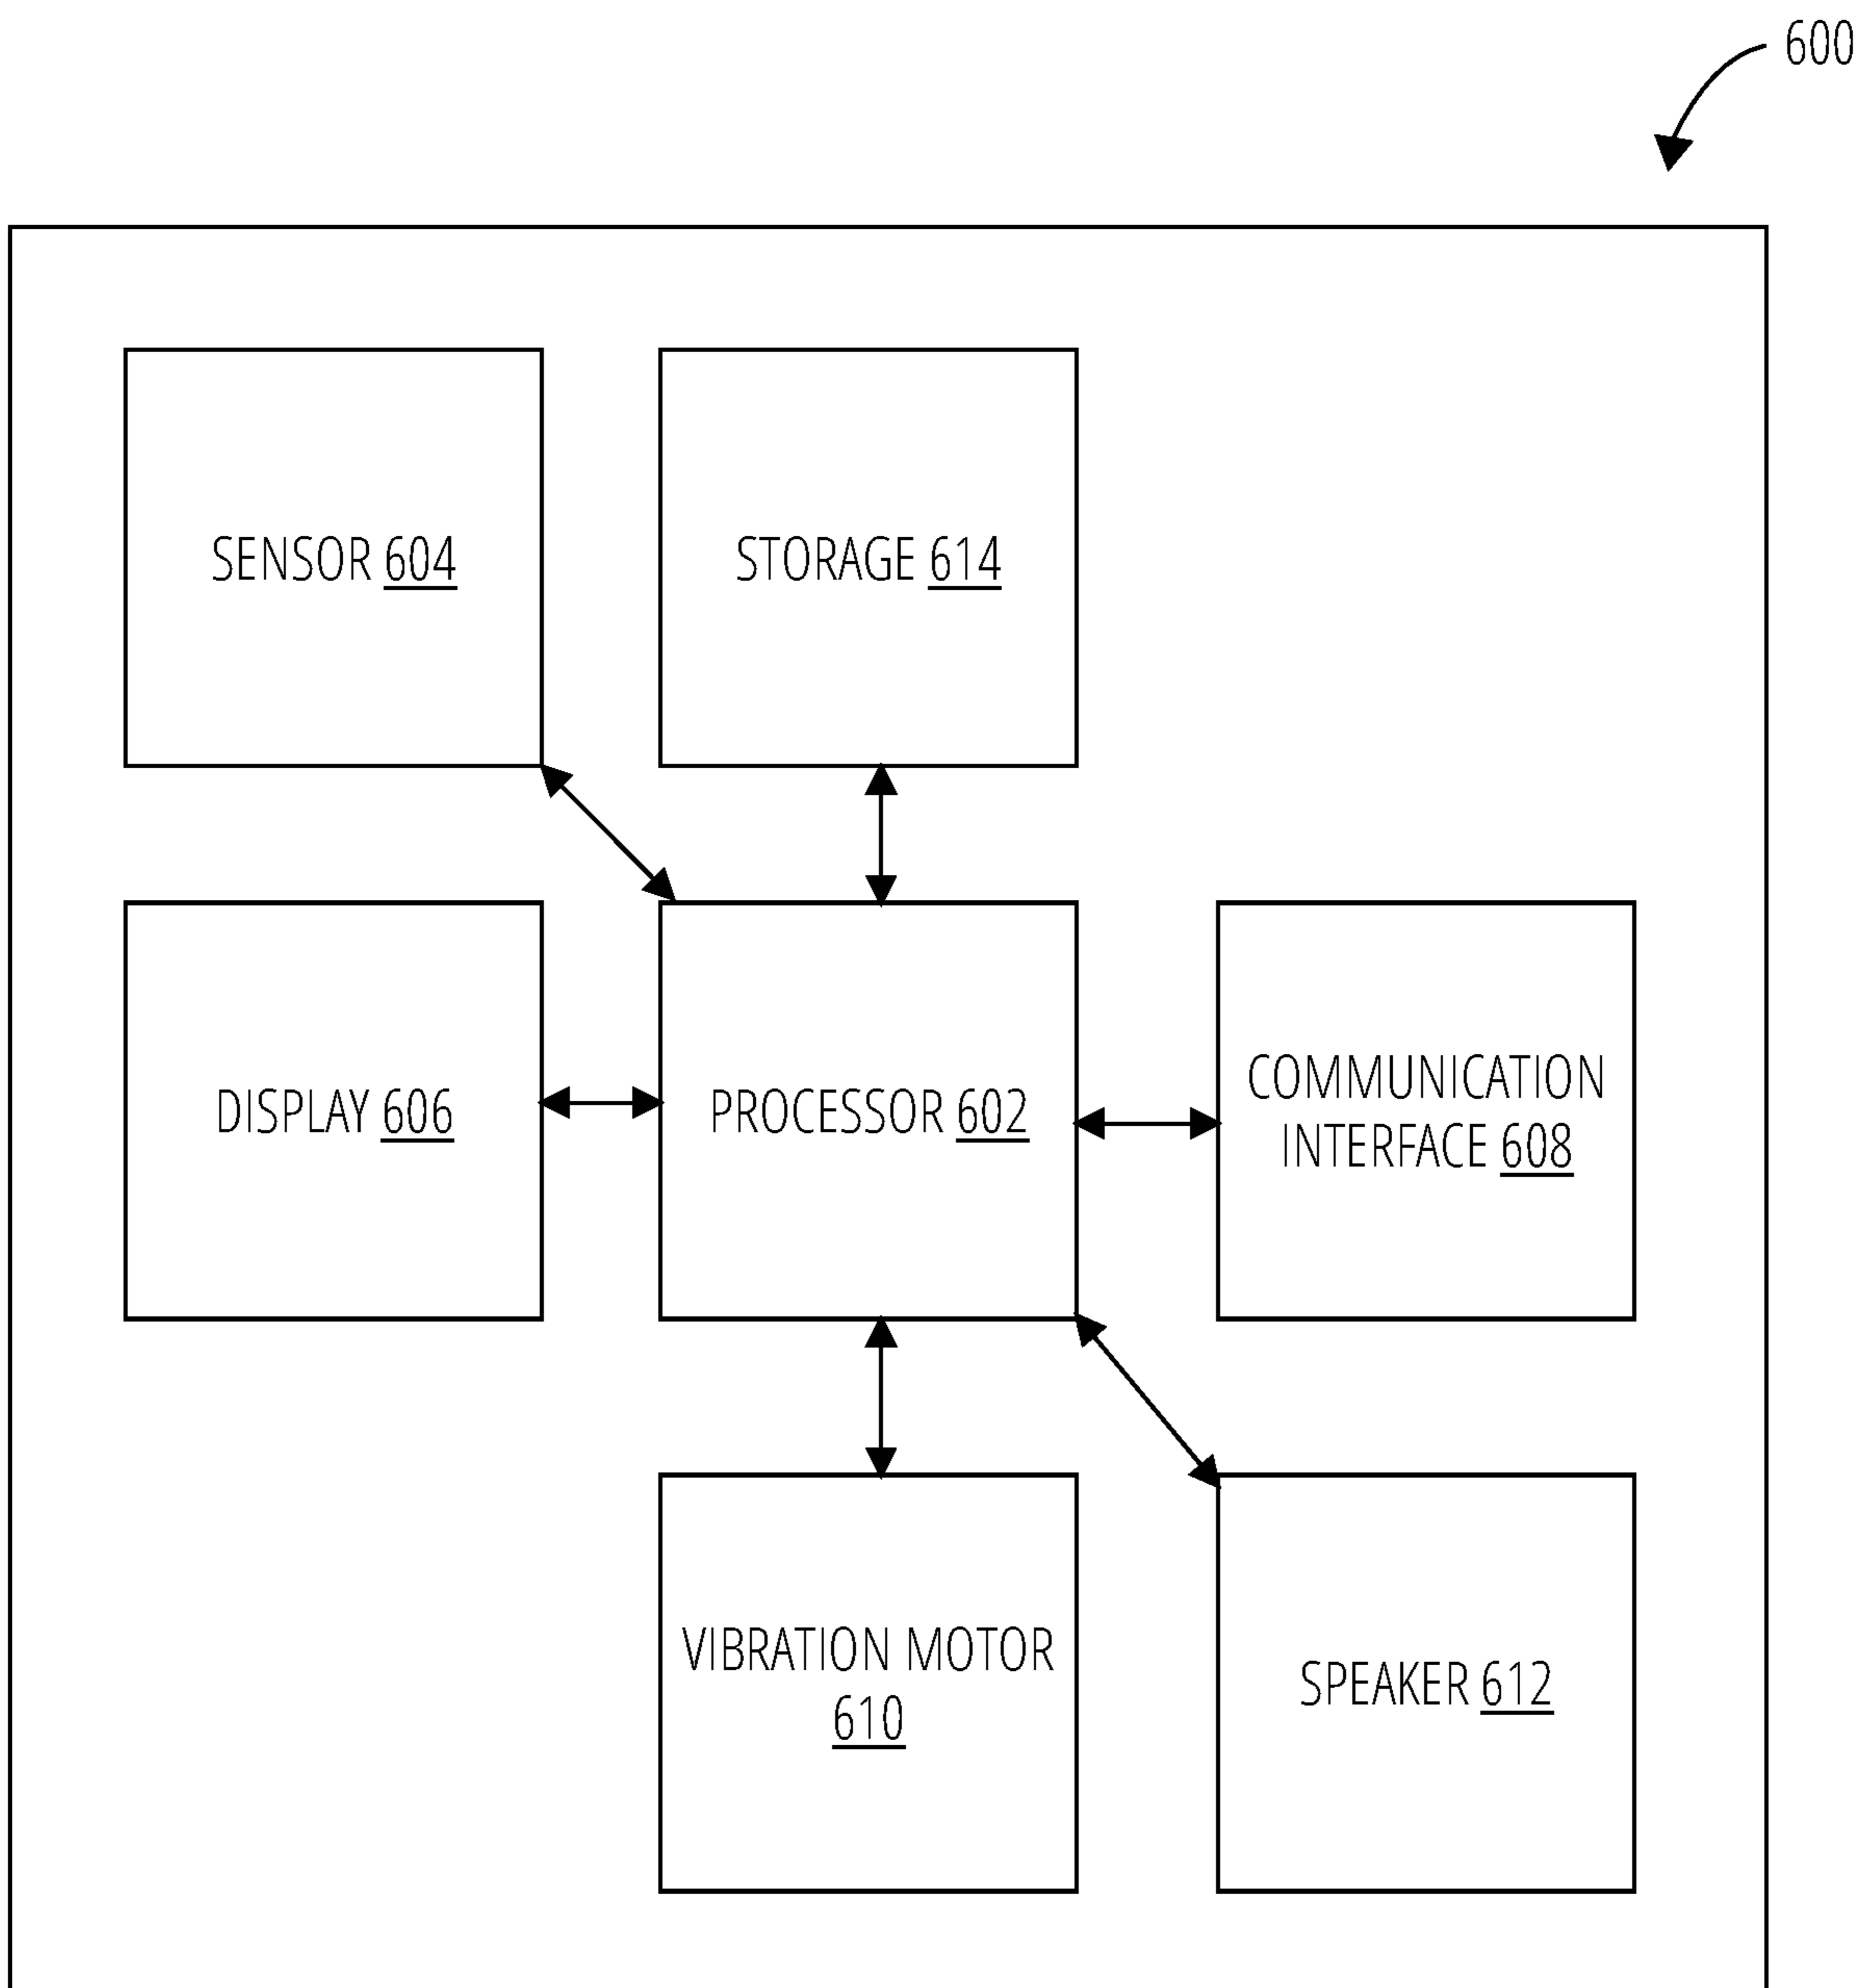 600
SENSOR 604
STORAGE 614
DISPLAY 606
PROCESSOR 602
COMMUNICATION
INTERFACE 608
VIBRATION MOTOR
610
SPEAKER 612